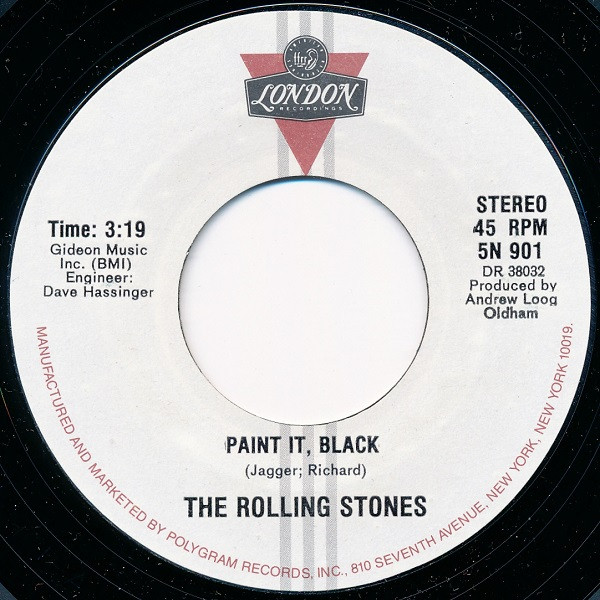 LONDON
RECORDINGS
Time: 3:19
Gideon Music
Inc. (BMI)
Engineer:
Dave Hassinger
STEREO
45 RPM
5N 901
DR 38032
Produced by
Andrew Loog
Oldham
PAINT IT, BLACK
(Jagger; Richard)
THE ROLLING STONES
MANUFACTURED AND MARKETED BY POLYGRAM RECORDS, INC., 810 SEVENTH AVENUE, NEW YORK, NEW YORK 10019.